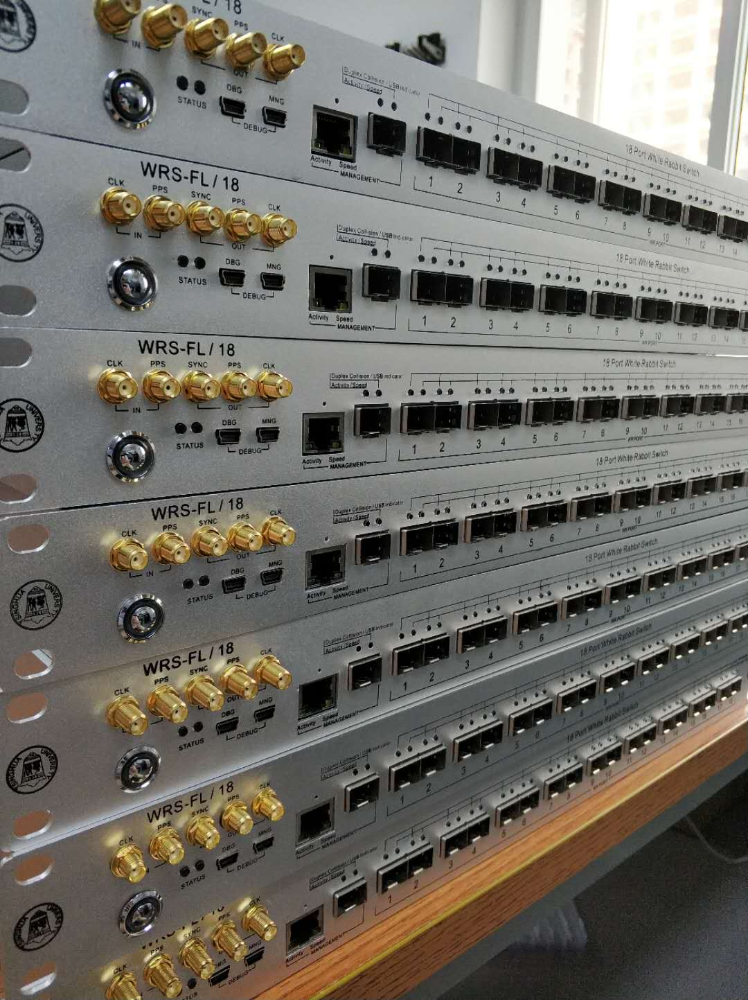 SYNC PPS CLK
IN OUT
STATUS DBG MNG
DEBUG
Duplex Collision / USB indicator
Activity/Speed
Activity Speed
MANAGEMENT
18 Port White Rabbit Switch
1 2 3 4 5 6 7 8 9 10 11 12 13 14
WR PORT
WRS-FL / 18
CLK PPS SYNC PPS CLK
IN OUT
STATUS DBG MNG
DEBUG
Duplex Collision / USB indicator
Activity/Speed
Activity Speed
MANAGEMENT
18 Port White Rabbit Switch
1 2 3 4 5 6 7 8 9 10 11 12 13 14
WR PORT
WRS-FL / 18
CLK PPS SYNC PPS CLK
IN OUT
STATUS DBG MNG
DEBUG
Duplex Collision / USB indicator
Activity/Speed
Activity Speed
MANAGEMENT
18 Port White Rabbit Switch
1 2 3 4 5 6 7 8 9 10 11 12 13 14 15 16
WR PORT
WRS-FL / 18
CLK PPS SYNC PPS CLK
IN OUT
STATUS DBG MNG
DEBUG
Duplex Collision / USB indicator
Activity/Speed
Activity Speed
MANAGEMENT
18 Port White Rabbit Switch
1 2 3 4 5 6 7 8 9 10 11 12 13 14 15 16
WR PORT
SINGHUA UNIVERSITY
WRS-FL / 18
CLK PPS SYNC PPS CLK
OUT
STATUS DBG MNG
DEBUG
Duplex Collision / USB indicator
Activity/Speed
Activity Speed
MANAGEMENT
18 Port White Rabbit Switch
1 2 3 4 5 6 7 8 9 10 11 12 13 14
WR PORT
WRS-FL / 18
CLK PPS SYNC PPS CLK
STATUS DBG MNG
DEBUG
Duplex Collision / USB indicator
Activity/Speed
Activity Speed
MANAGEMENT
18 Port White Rabbit Switch
1 2 3 4 5 6 7 8
CLK PPS SYNC PPS CLK
DBG MNG
DEBUG
Duplex Collision / USB indicator
Activity/Speed
Activity Speed
MANAGEMENT
18 Port White Rabbit Switch
1 2 3 4 5 6 7 8 9 10